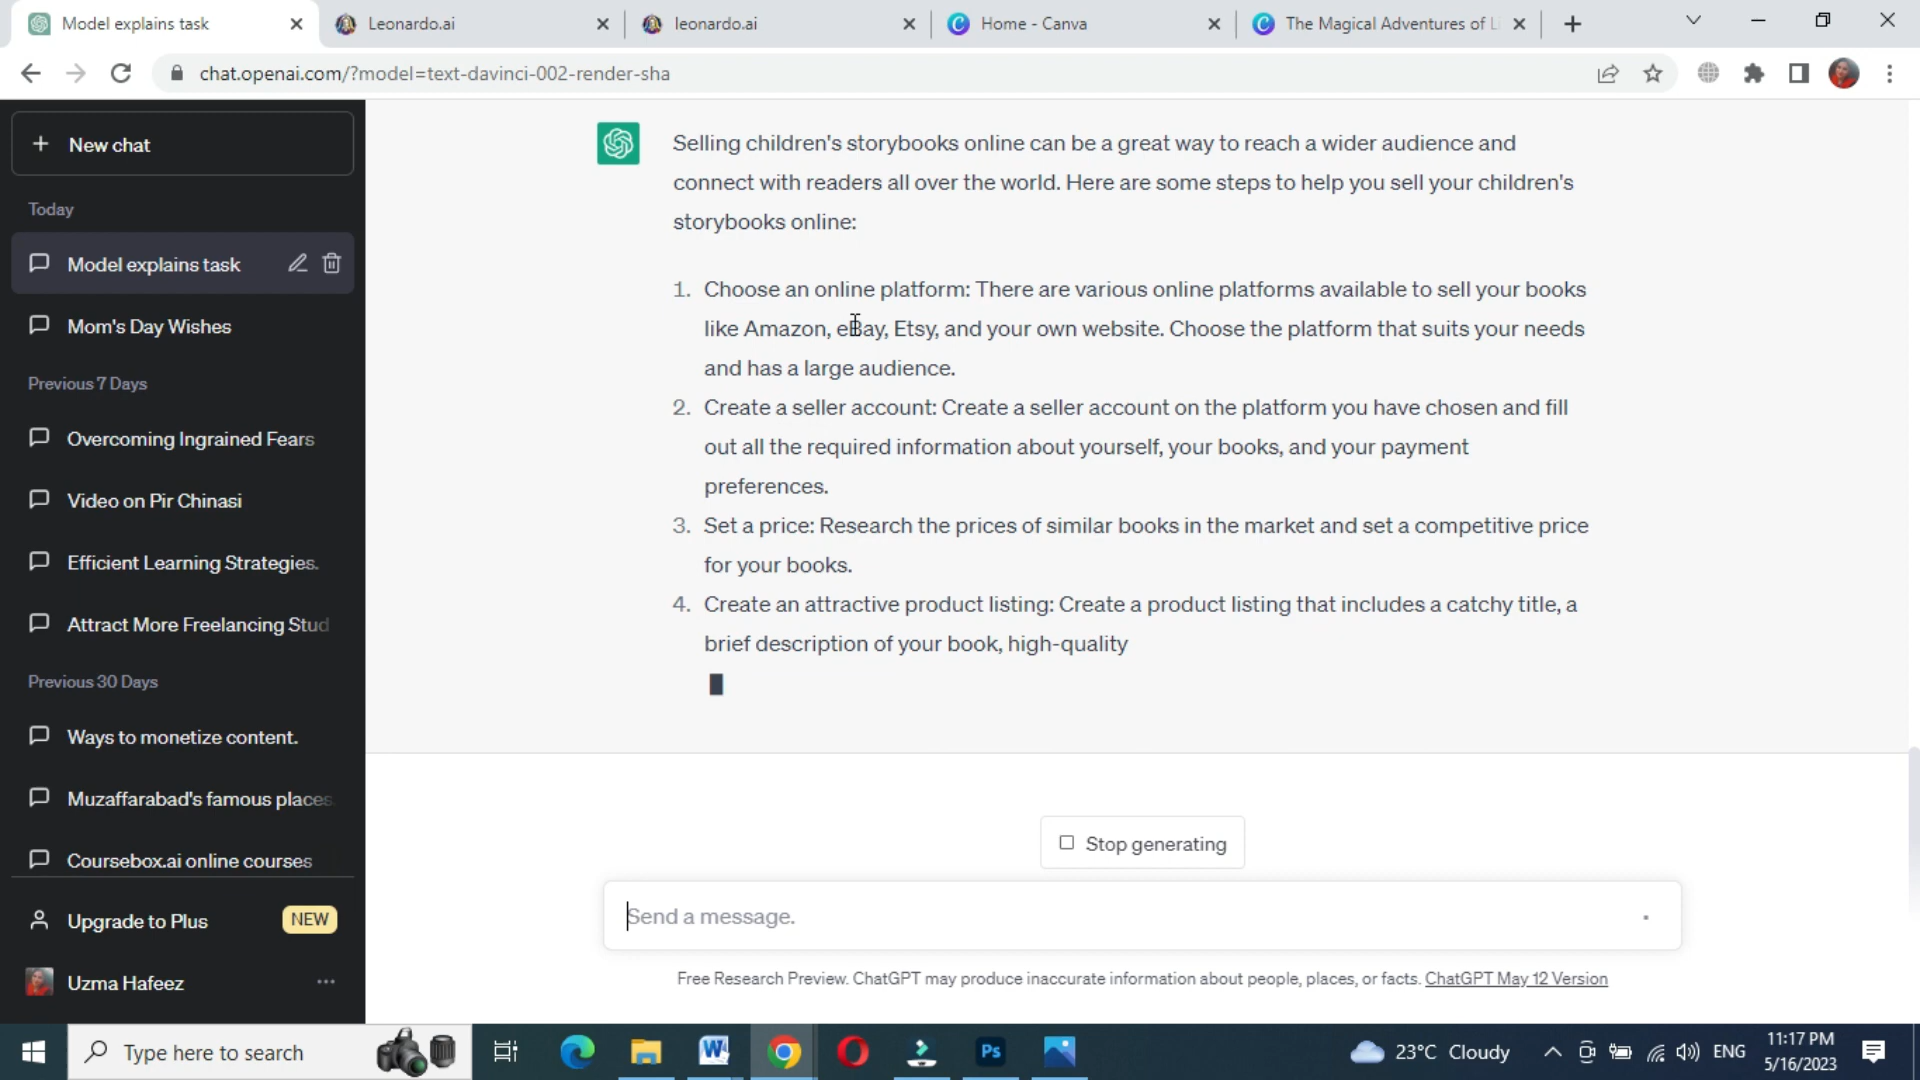 Model explains task
Leonardo.ai
leonardo.ai
Home - Canva
The Magical Adventures of Li
chat.openai.com/?model=text-davinci-002-render-sha
New chat
Today
Model explains task
Mom's Day Wishes
Previous 7 Days
Overcoming Ingrained Fears
Video on Pir Chinasi
Efficient Learning Strategies.
Attract More Freelancing Stud
Previous 30 Days
Ways to monetize content.
Muzaffarabad's famous places
Coursebox.ai online courses
Upgrade to Plus
NEW
Uzma Hafeez
Selling children's storybooks online can be a great way to reach a wider audience and
connect with readers all over the world. Here are some steps to help you sell your children's
storybooks online:
1. Choose an online platform: There are various online platforms available to sell your books
like Amazon, eBay, Etsy, and your own website. Choose the platform that suits your needs
and has a large audience.
2. Create a seller account: Create a seller account on the platform you have chosen and fill
out all the required information about yourself, your books, and your payment
preferences.
3. Set a price: Research the prices of similar books in the market and set a competitive price
for your books.
4. Create an attractive product listing: Create a product listing that includes a catchy title, a
brief description of your book, high-quality
Stop generating
Send a message.
Free Research Preview. ChatGPT may produce inaccurate information about people, places, or facts. ChatGPT May 12 Version
Type here to search
Ps
23°C Cloudy
ENG
11:17 PM
5/16/2023